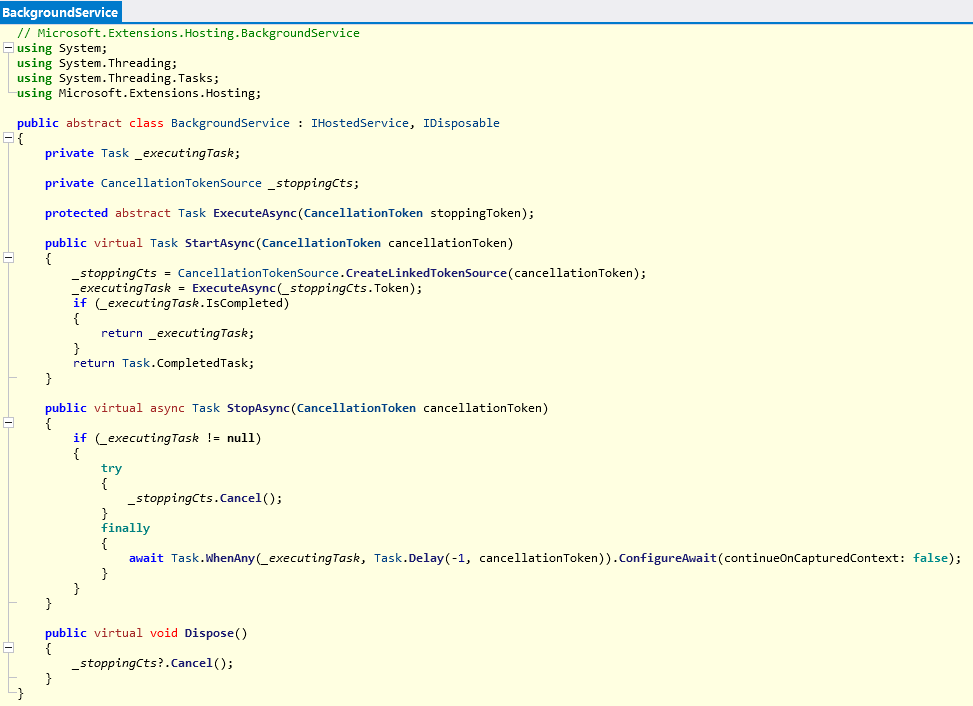 BackgroundService
// Microsoft.Extensions.Hosting.BackgroundService
using System;
using System.Threading;
using System.Threading.Tasks;
using Microsoft.Extensions.Hosting;

public abstract class BackgroundService : IHostedService, IDisposable
{
    private Task _executingTask;

    private CancellationTokenSource _stoppingCts;

    protected abstract Task ExecuteAsync(CancellationToken stoppingToken);

    public virtual Task StartAsync(CancellationToken cancellationToken)
    {
        _stoppingCts = CancellationTokenSource.CreateLinkedTokenSource(cancellationToken);
        _executingTask = ExecuteAsync(_stoppingCts.Token);
        if (_executingTask.IsCompleted)
        {
            return _executingTask;
        }
        return Task.CompletedTask;
    }

    public virtual async Task StopAsync(CancellationToken cancellationToken)
    {
        if (_executingTask != null)
        {
            try
            {
                _stoppingCts.Cancel();
            }
            finally
            {
                await Task.WhenAny(_executingTask, Task.Delay(-1, cancellationToken)).ConfigureAwait(continueOnCapturedContext: false);
            }
        }
    }

    public virtual void Dispose()
    {
        _stoppingCts?.Cancel();
    }
}